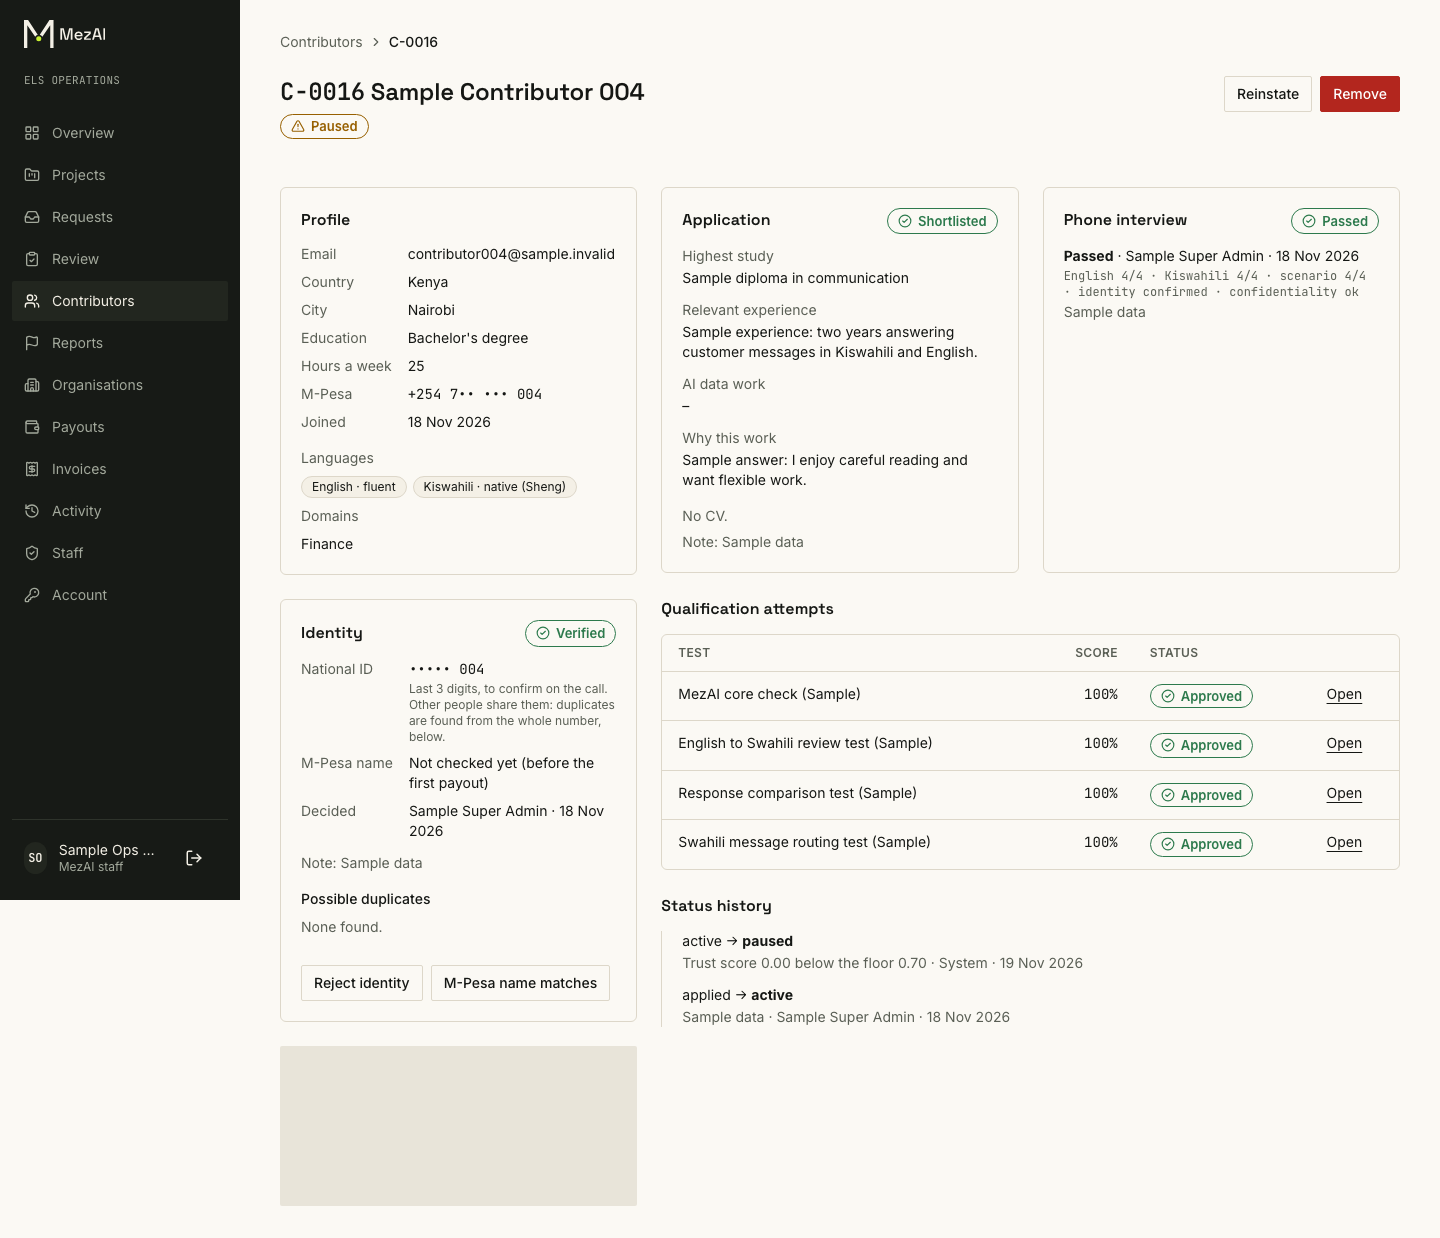 MezAI
ELS OPERATIONS
Overview
Projects
Requests
Review
Contributors
Reports
Organisations
Payouts
Invoices
Activity
Staff
Account
SO
Sample Ops ...
MezAI staff
Contributors > C-0016
C-0016 Sample Contributor 004
Paused
Reinstate
Remove
Profile
Email contributor004@sample.invalid
Country Kenya
City Nairobi
Education Bachelor's degree
Hours a week 25
M-Pesa +254 7•• ••• 004
Joined 18 Nov 2026
Languages
English · fluent
Kiswahili · native (Sheng)
Domains
Finance
Application
Shortlisted
Highest study
Sample diploma in communication
Relevant experience
Sample experience: two years answering
customer messages in Kiswahili and English.
AI data work
–
Why this work
Sample answer: I enjoy careful reading and
want flexible work.
No CV.
Note: Sample data
Phone interview
Passed
Passed · Sample Super Admin · 18 Nov 2026
English 4/4 · Kiswahili 4/4 · scenario 4/4
· identity confirmed · confidentiality ok
Sample data
Identity
Verified
National ID ••••• 004
Last 3 digits, to confirm on the call.
Other people share them: duplicates
are found from the whole number,
below.
M-Pesa name Not checked yet (before the
first payout)
Decided Sample Super Admin · 18 Nov
2026
Note: Sample data
Possible duplicates
None found.
Reject identity
M-Pesa name matches
Qualification attempts
TEST SCORE STATUS
MezAI core check (Sample) 100% Approved Open
English to Swahili review test (Sample) 100% Approved Open
Response comparison test (Sample) 100% Approved Open
Swahili message routing test (Sample) 100% Approved Open
Status history
active → paused
Trust score 0.00 below the floor 0.70 · System · 19 Nov 2026
applied → active
Sample data · Sample Super Admin · 18 Nov 2026